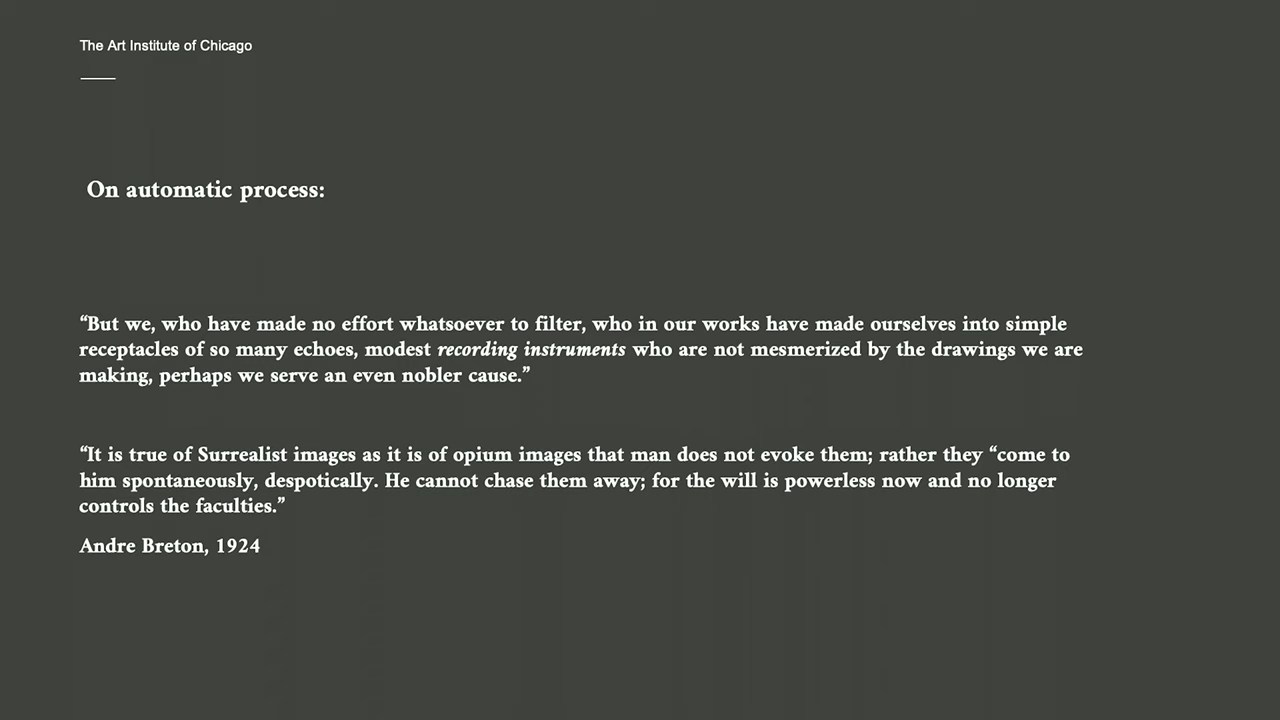 The Art Institute of Chicago
On automatic process:
“But we, who have made no effort whatsoever to filter, who in our works have made ourselves into simple
receptacles of so many echoes, modest recording instruments who are not mesmerized by the drawings we are
making, perhaps we serve an even nobler cause.”
“It is true of Surrealist images as it is of opium images that man does not evoke them; rather they “come to
him spontaneously, despotically. He cannot chase them away; for the will is powerless now and no longer
controls the faculties.”
Andre Breton, 1924